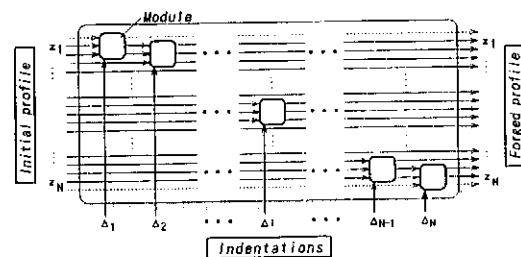 Module
z1
z1
Initial profile
Forged profile
zN
zN
Δ1 Δ2 Δi ΔN-1 ΔN
Indentations